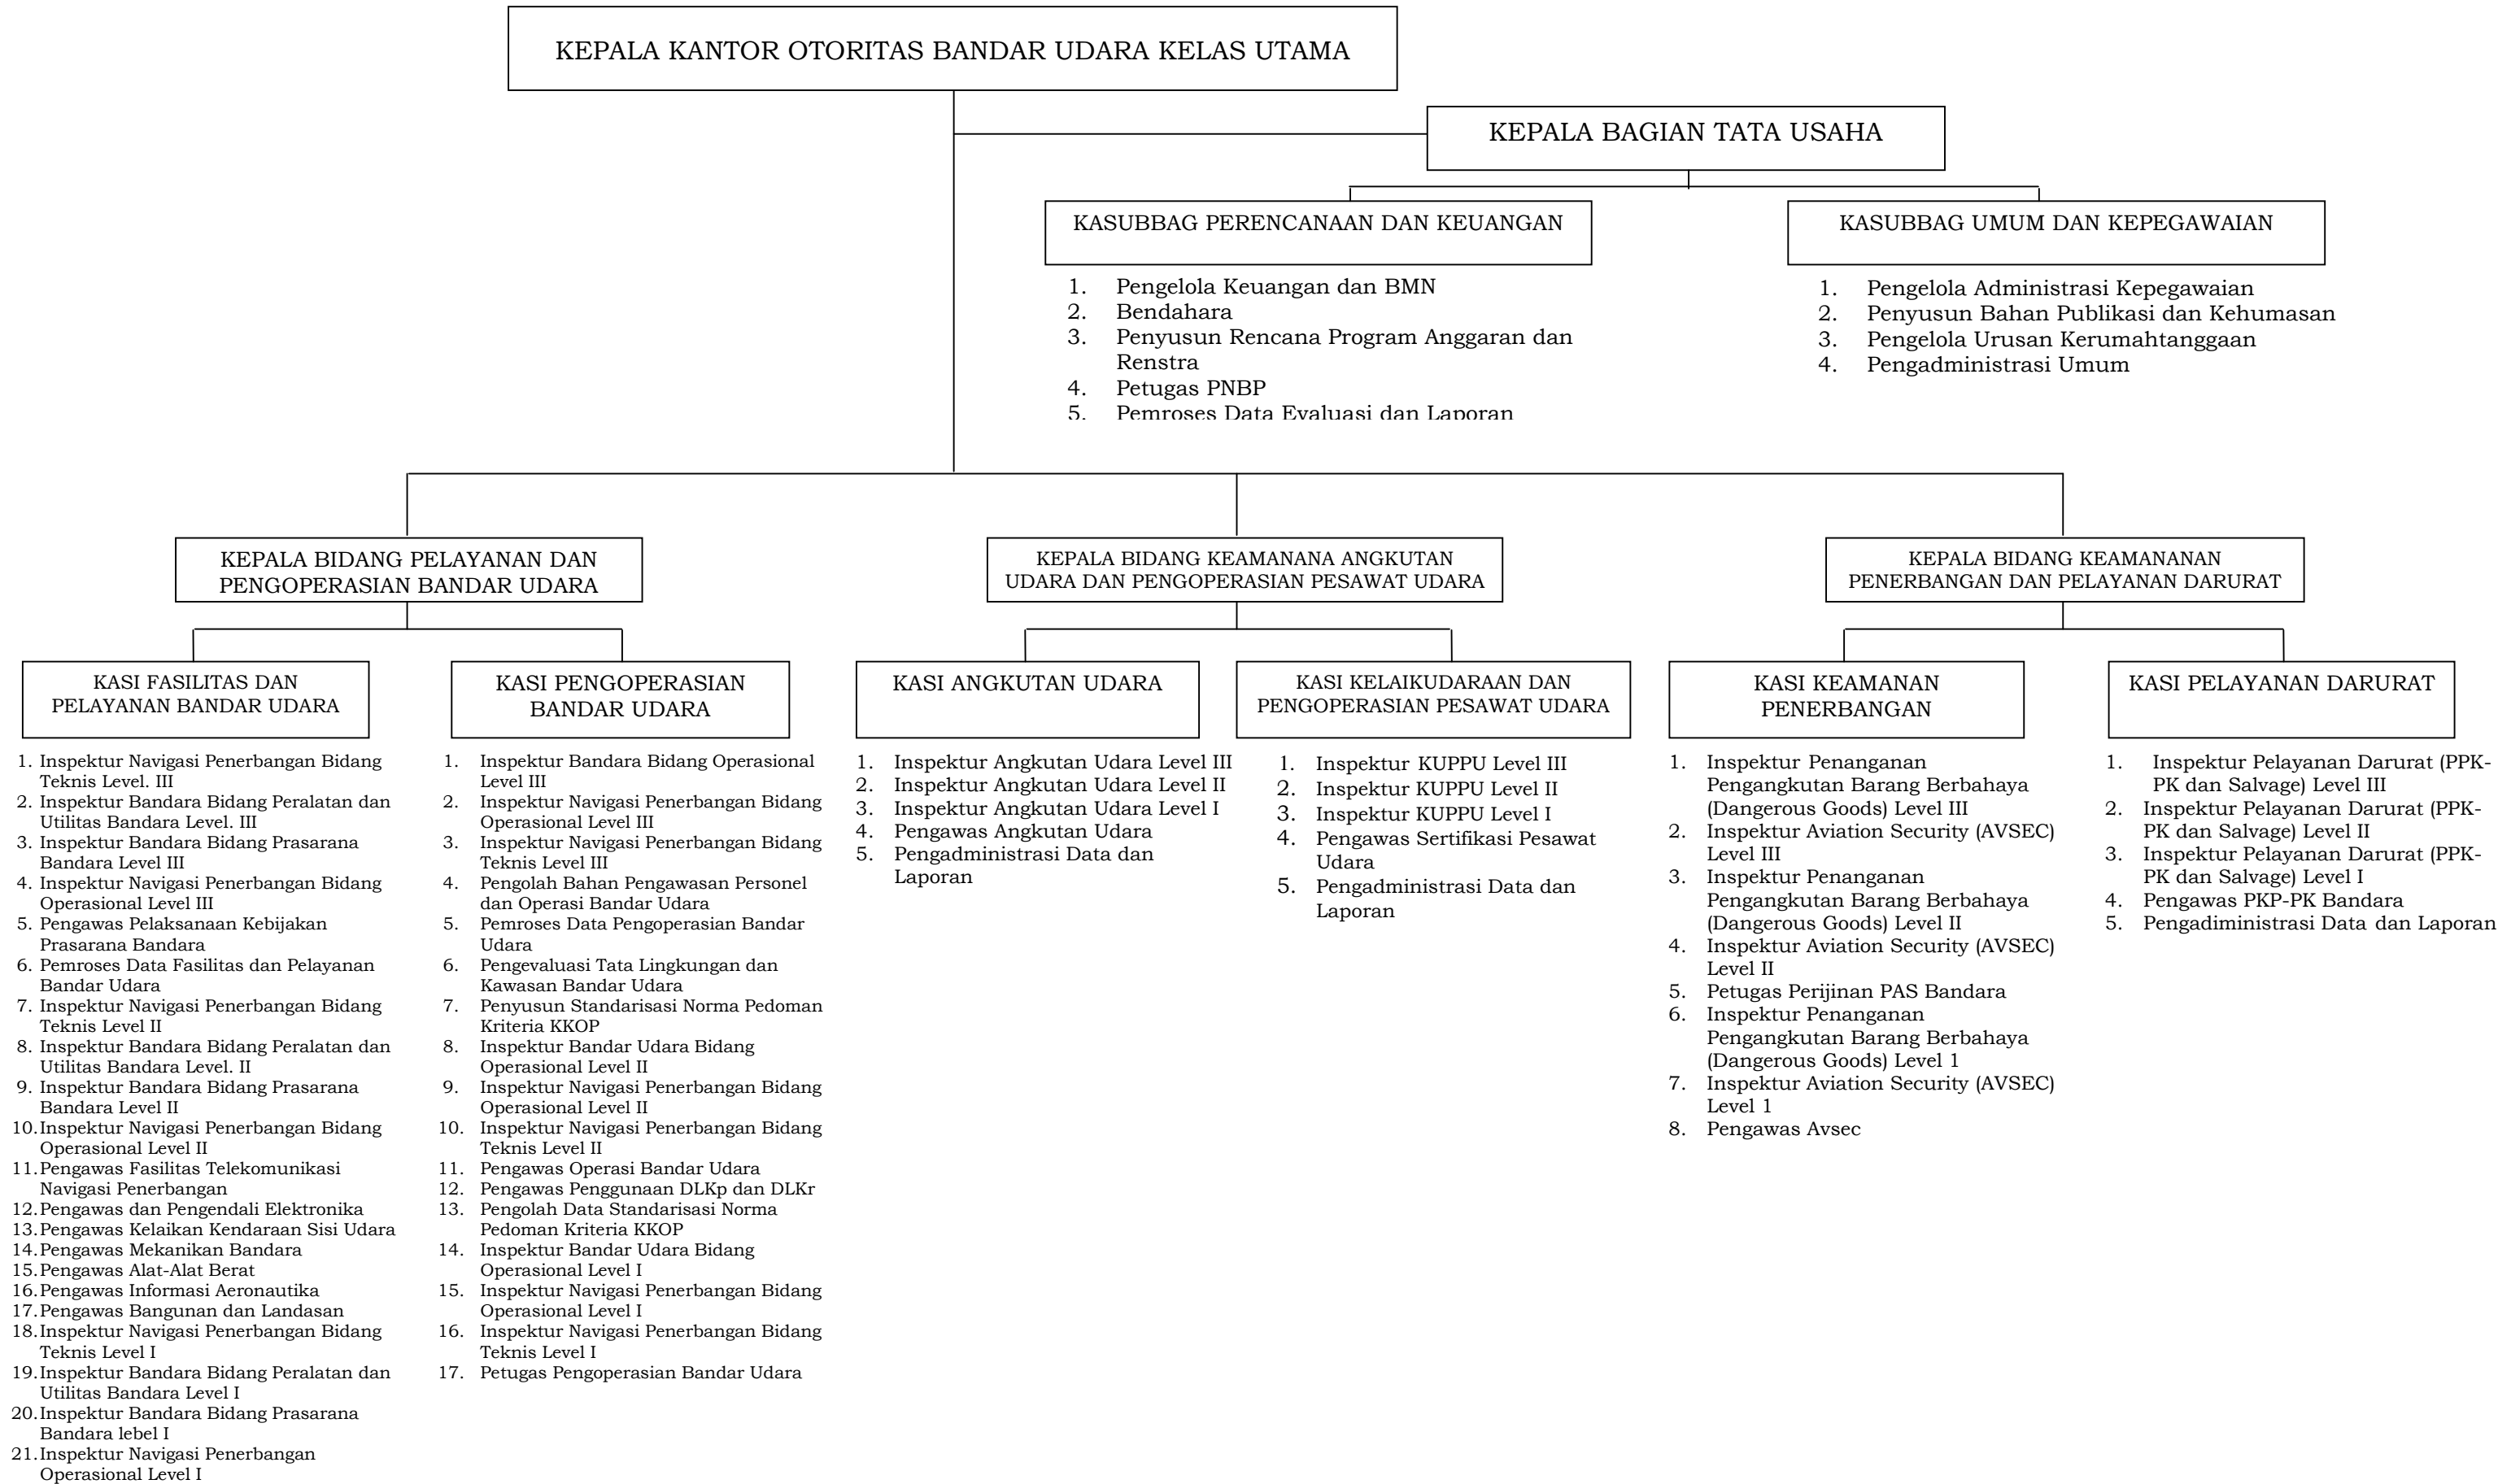 KEPALA KANTOR OTORITAS BANDAR UDARA KELAS UTAMA
KEPALA BAGIAN TATA USAHA
KASUBBAG PERENCANAAN DAN KEUANGAN
1. Pengelola Keuangan dan BMN
2. Bendahara
3. Penyusun Rencana Program Anggaran dan
Renstra
4. Petugas PNBP
5. Pemroses Data Evaluasi dan Laporan
KASUBBAG UMUM DAN KEPEGAWAIAN
1. Pengelola Administrasi Kepegawaian
2. Penyusun Bahan Publikasi dan Kehumasan
3. Pengelola Urusan Kerumahtanggaan
4. Pengadministrasi Umum
KEPALA BIDANG PELAYANAN DAN
PENGOPERASIAN BANDAR UDARA
KEPALA BIDANG KEAMANANA ANGKUTAN
UDARA DAN PENGOPERASIAN PESAWAT UDARA
KEPALA BIDANG KEAMANANAN
PENERBANGAN DAN PELAYANAN DARURAT
KASI FASILITAS DAN
PELAYANAN BANDAR UDARA
1. Inspektur Navigasi Penerbangan Bidang
Teknis Level. III
2. Inspektur Bandara Bidang Peralatan dan
Utilitas Bandara Level. III
3. Inspektur Bandara Bidang Prasarana
Bandara Level III
4. Inspektur Navigasi Penerbangan Bidang
Operasional Level III
5. Pengawas Pelaksanaan Kebijakan
Prasarana Bandara
6. Pemroses Data Fasilitas dan Pelayanan
Bandar Udara
7. Inspektur Navigasi Penerbangan Bidang
Teknis Level II
8. Inspektur Bandara Bidang Peralatan dan
Utilitas Bandara Level. II
9. Inspektur Bandara Bidang Prasarana
Bandara Level II
10.Inspektur Navigasi Penerbangan Bidang
Operasional Level II
11.Pengawas Fasilitas Telekomunikasi
Navigasi Penerbangan
12.Pengawas dan Pengendali Elektronika
13.Pengawas Kelaikan Kendaraan Sisi Udara
14.Pengawas Mekanikan Bandara
15.Pengawas Alat-Alat Berat
16.Pengawas Informasi Aeronautika
17.Pengawas Bangunan dan Landasan
18.Inspektur Navigasi Penerbangan Bidang
Teknis Level I
19.Inspektur Bandara Bidang Peralatan dan
Utilitas Bandara Level I
20.Inspektur Bandara Bidang Prasarana
Bandara lebel I
21.Inspektur Navigasi Penerbangan
Operasional Level I
KASI PENGOPERASIAN
BANDAR UDARA
1. Inspektur Bandara Bidang Operasional
Level III
2. Inspektur Navigasi Penerbangan Bidang
Operasional Level III
3. Inspektur Navigasi Penerbangan Bidang
Teknis Level III
4. Pengolah Bahan Pengawasan Personel
dan Operasi Bandar Udara
5. Pemroses Data Pengoperasian Bandar
Udara
6. Pengevaluasi Tata Lingkungan dan
Kawasan Bandar Udara
7. Penyusun Standarisasi Norma Pedoman
Kriteria KKOP
8. Inspektur Bandar Udara Bidang
Operasional Level II
9. Inspektur Navigasi Penerbangan Bidang
Operasional Level II
10. Inspektur Navigasi Penerbangan Bidang
Teknis Level II
11. Pengawas Operasi Bandar Udara
12. Pengawas Penggunaan DLKp dan DLKr
13. Pengolah Data Standarisasi Norma
Pedoman Kriteria KKOP
14. Inspektur Bandar Udara Bidang
Operasional Level I
15. Inspektur Navigasi Penerbangan Bidang
Operasional Level I
16. Inspektur Navigasi Penerbangan Bidang
Teknis Level I
17. Petugas Pengoperasian Bandar Udara
KASI ANGKUTAN UDARA
1. Inspektur Angkutan Udara Level III
2. Inspektur Angkutan Udara Level II
3. Inspektur Angkutan Udara Level I
4. Pengawas Angkutan Udara
5. Pengadministrasi Data dan
Laporan
KASI KELAIKUDARAAN DAN
PENGOPERASIAN PESAWAT UDARA
1. Inspektur KUPPU Level III
2. Inspektur KUPPU Level II
3. Inspektur KUPPU Level I
4. Pengawas Sertifikasi Pesawat
Udara
5. Pengadministrasi Data dan
Laporan
KASI KEAMANAN
PENERBANGAN
1. Inspektur Penanganan
Pengangkutan Barang Berbahaya
(Dangerous Goods) Level III
2. Inspektur Aviation Security (AVSEC)
Level III
3. Inspektur Penanganan
Pengangkutan Barang Berbahaya
(Dangerous Goods) Level II
4. Inspektur Aviation Security (AVSEC)
Level II
5. Petugas Perijinan PAS Bandara
6. Inspektur Penanganan
Pengangkutan Barang Berbahaya
(Dangerous Goods) Level 1
7. Inspektur Aviation Security (AVSEC)
Level 1
8. Pengawas Avsec
KASI PELAYANAN DARURAT
1. Inspektur Pelayanan Darurat (PPK-
PK dan Salvage) Level III
2. Inspektur Pelayanan Darurat (PPK-
PK dan Salvage) Level II
3. Inspektur Pelayanan Darurat (PPK-
PK dan Salvage) Level I
4. Pengawas PKP-PK Bandara
5. Pengadiministrasi Data dan Laporan